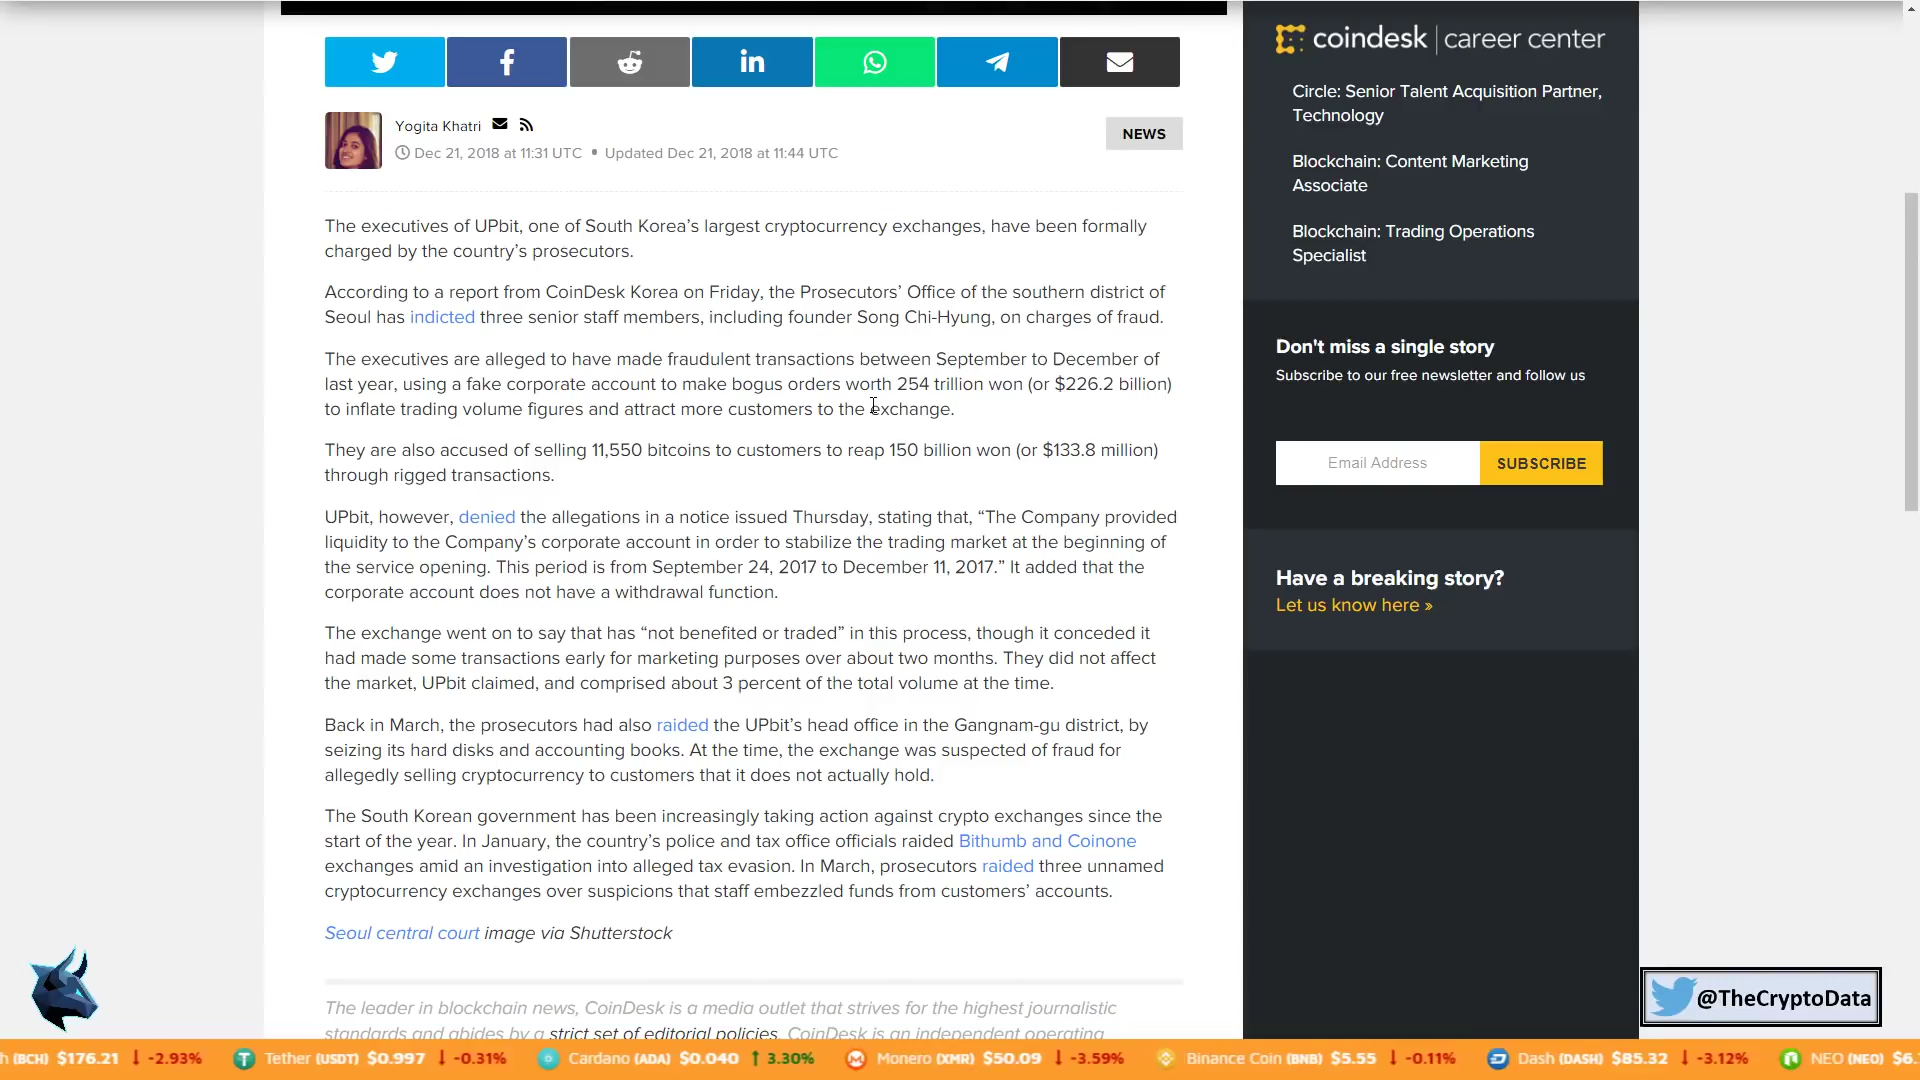 coindesk | career center
Circle: Senior Talent Acquisition Partner,
Technology
Blockchain: Content Marketing
Associate
Blockchain: Trading Operations
Specialist
Yogita Khatri
Dec 21, 2018 at 11:31 UTC • Updated Dec 21, 2018 at 11:44 UTC
NEWS
The executives of UPbit, one of South Korea’s largest cryptocurrency exchanges, have been formally
charged by the country’s prosecutors.
According to a report from CoinDesk Korea on Friday, the Prosecutors’ Office of the southern district of
Seoul has indicted three senior staff members, including founder Song Chi-Hyung, on charges of fraud.
The executives are alleged to have made fraudulent transactions between September to December of
last year, using a fake corporate account to make bogus orders worth 254 trillion won (or $226.2 billion)
to inflate trading volume figures and attract more customers to the exchange.
They are also accused of selling 11,550 bitcoins to customers to reap 150 billion won (or $133.8 million)
through rigged transactions.
UPbit, however, denied the allegations in a notice issued Thursday, stating that, “The Company provided
liquidity to the Company’s corporate account in order to stabilize the trading market at the beginning of
the service opening. This period is from September 24, 2017 to December 11, 2017.” It added that the
corporate account does not have a withdrawal function.
The exchange went on to say that has “not benefited or traded” in this process, though it conceded it
had made some transactions early for marketing purposes over about two months. They did not affect
the market, UPbit claimed, and comprised about 3 percent of the total volume at the time.
Back in March, the prosecutors had also raided the UPbit’s head office in the Gangnam-gu district, by
seizing its hard disks and accounting books. At the time, the exchange was suspected of fraud for
allegedly selling cryptocurrency to customers that it does not actually hold.
The South Korean government has been increasingly taking action against crypto exchanges since the
start of the year. In January, the country’s police and tax office officials raided Bithumb and Coinone
exchanges amid an investigation into alleged tax evasion. In March, prosecutors raided three unnamed
cryptocurrency exchanges over suspicions that staff embezzled funds from customers’ accounts.
Seoul central court image via Shutterstock
The leader in blockchain news, CoinDesk is a media outlet that strives for the highest journalistic
standards and abides by a strict set of editorial policies. CoinDesk is an independent operating
Don't miss a single story
Subscribe to our free newsletter and follow us
Email Address
SUBSCRIBE
Have a breaking story?
Let us know here »
@TheCryptoData
h (BCH) $176.21 -2.93% Tether (USDT) $0.997 -0.31% Cardano (ADA) $0.040 3.30% Monero (XMR) $50.09 -3.59% Binance Coin (BNB) $5.55 -0.11% Dash (DASH) $85.32 -3.12% NEO (NEO) $6.